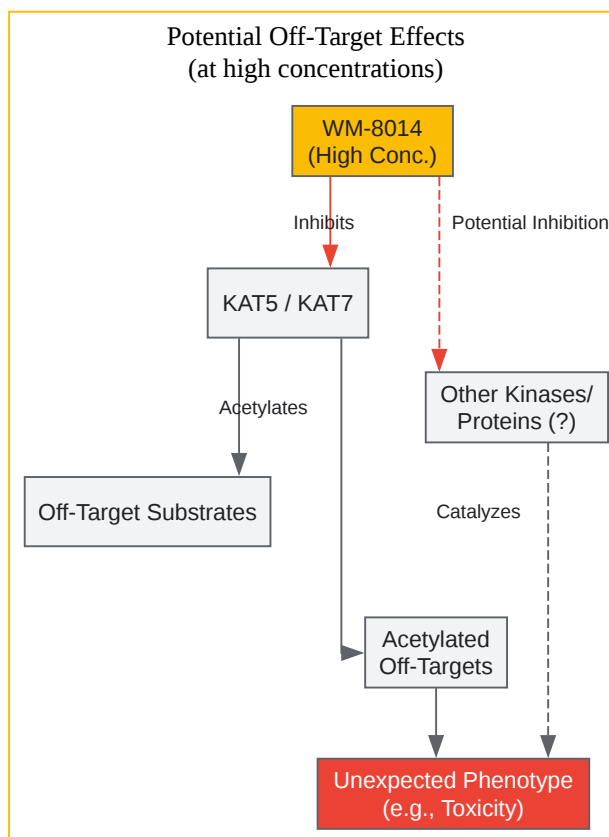 Potential Off-Target Effects
(at high concentrations)
WM-8014
(High Conc.)
Inhibits
Potential Inhibition
KAT5 / KAT7
Acetylates
Other Kinases/
Proteins (?)
Off-Target Substrates
Catalyzes
Acetylated
Off-Targets
Unexpected Phenotype
(e.g., Toxicity)